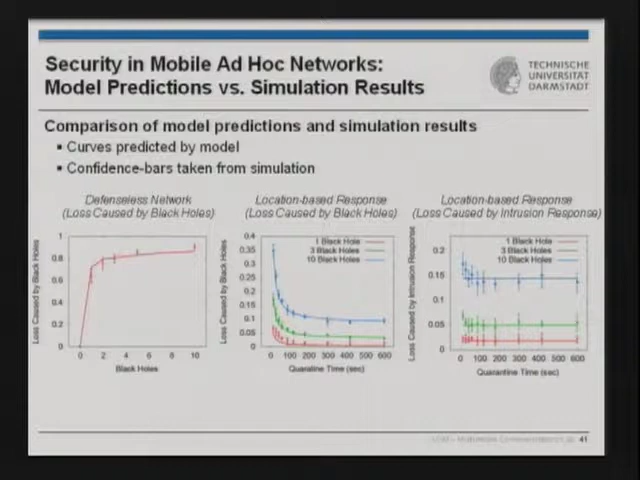 Security in Mobile Ad Hoc Networks:
Model Predictions vs. Simulation Results
TECHNISCHE
UNIVERSITÄT
DARMSTADT
Comparison of model predictions and simulation results
▪ Curves predicted by model
▪ Confidence-bars taken from simulation
Defenseless Network
(Loss Caused by Black Holes)
Loss Caused by Black Holes
1
0.8
0.6
0.4
0.2
0
0 2 4 6 8 10
Black Holes
Location-based Response
(Loss Caused by Black Holes)
Loss Caused by Black Holes
1 Black Hole
3 Black Holes
10 Black Holes
0.4
0.35
0.3
0.25
0.2
0.15
0.1
0.05
0
0 100 200 300 400 500 600
Quarantine Time (sec)
Location-based Response
(Loss Caused by Intrusion Response)
Loss Caused by Intrusion Response
1 Black Hole
3 Black Holes
10 Black Holes
0.2
0.15
0.1
0.05
0
0 100 200 300 400 500 600
Quarantine Time (sec)
41